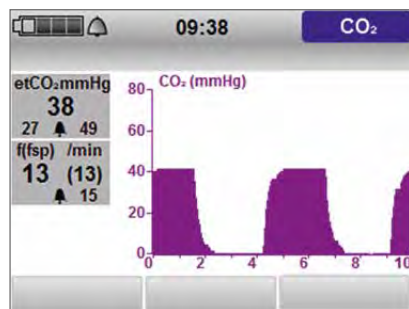 09:38 CO₂
etCO₂mmHg
38
27 49
f(fsp) /min
13 (13)
15
CO₂ (mmHg)
80
60
40
20
0
0 2 4 6 8 10